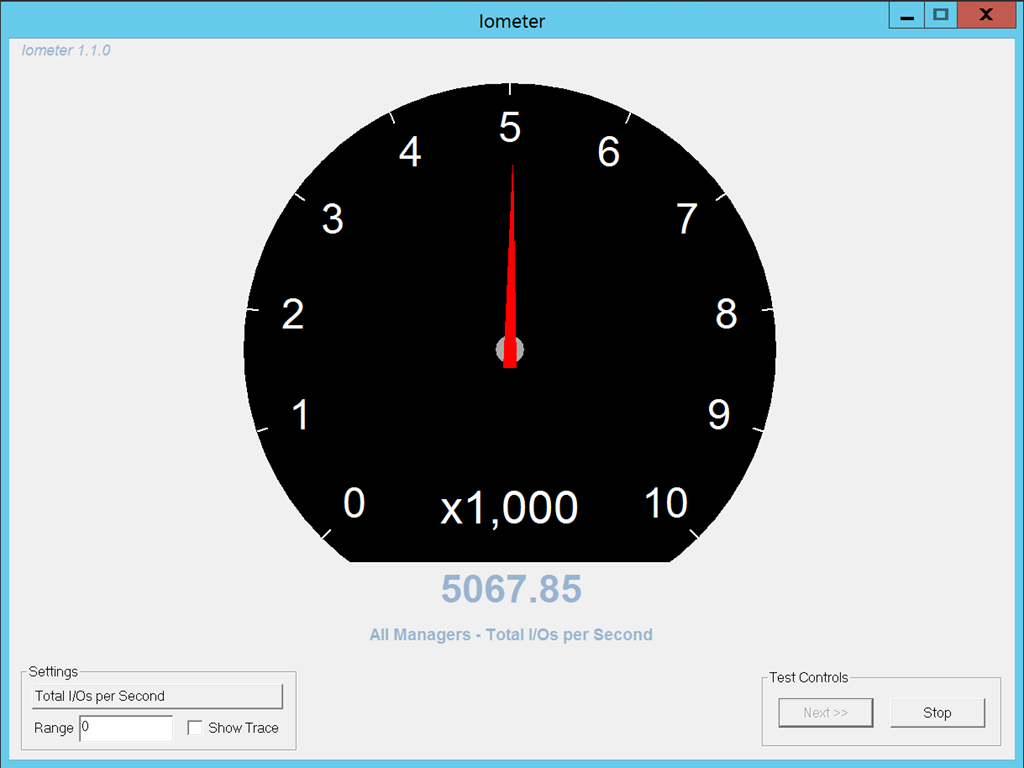 Iometer
Iometer 1.1.0
5
4
6
3
7
2
8
1
9
0
x1,000
10
5067.85
All Managers - Total I/Os per Second
Settings
Total I/Os per Second
Range 0 Show Trace
Test Controls
Next >> Stop